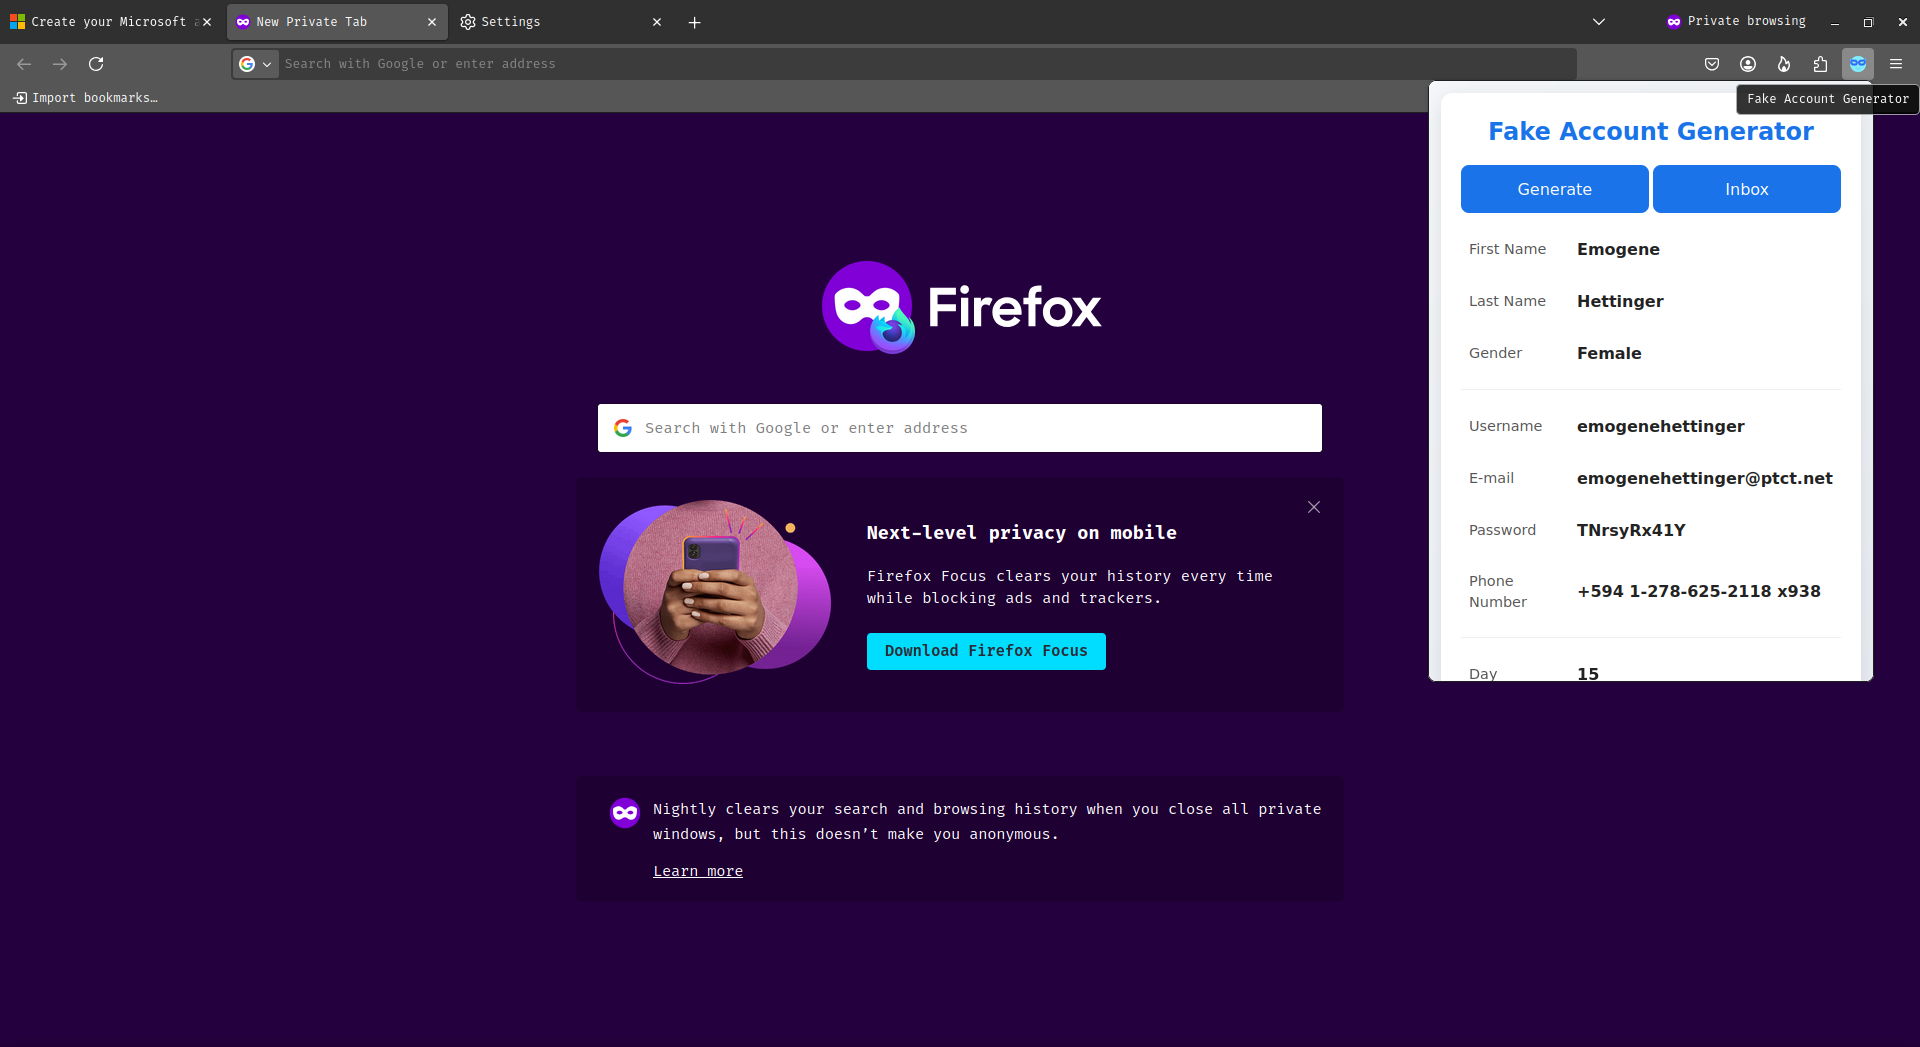 Create your Microsoft a
New Private Tab
Settings
Private browsing
Search with Google or enter address
Import bookmarks…
Fake Account Generator
Fake Account Generator
Generate
Inbox
First Name Emogene
Last Name Hettinger
Gender Female
Username emogenehettinger
E-mail emogenehettinger@ptct.net
Password TNrsyRx41Y
Phone
Number +594 1-278-625-2118 x938
Day 15
Firefox
Search with Google or enter address
Next-level privacy on mobile
Firefox Focus clears your history every time
while blocking ads and trackers.
Download Firefox Focus
Nightly clears your search and browsing history when you close all private
windows, but this doesn’t make you anonymous.
Learn more